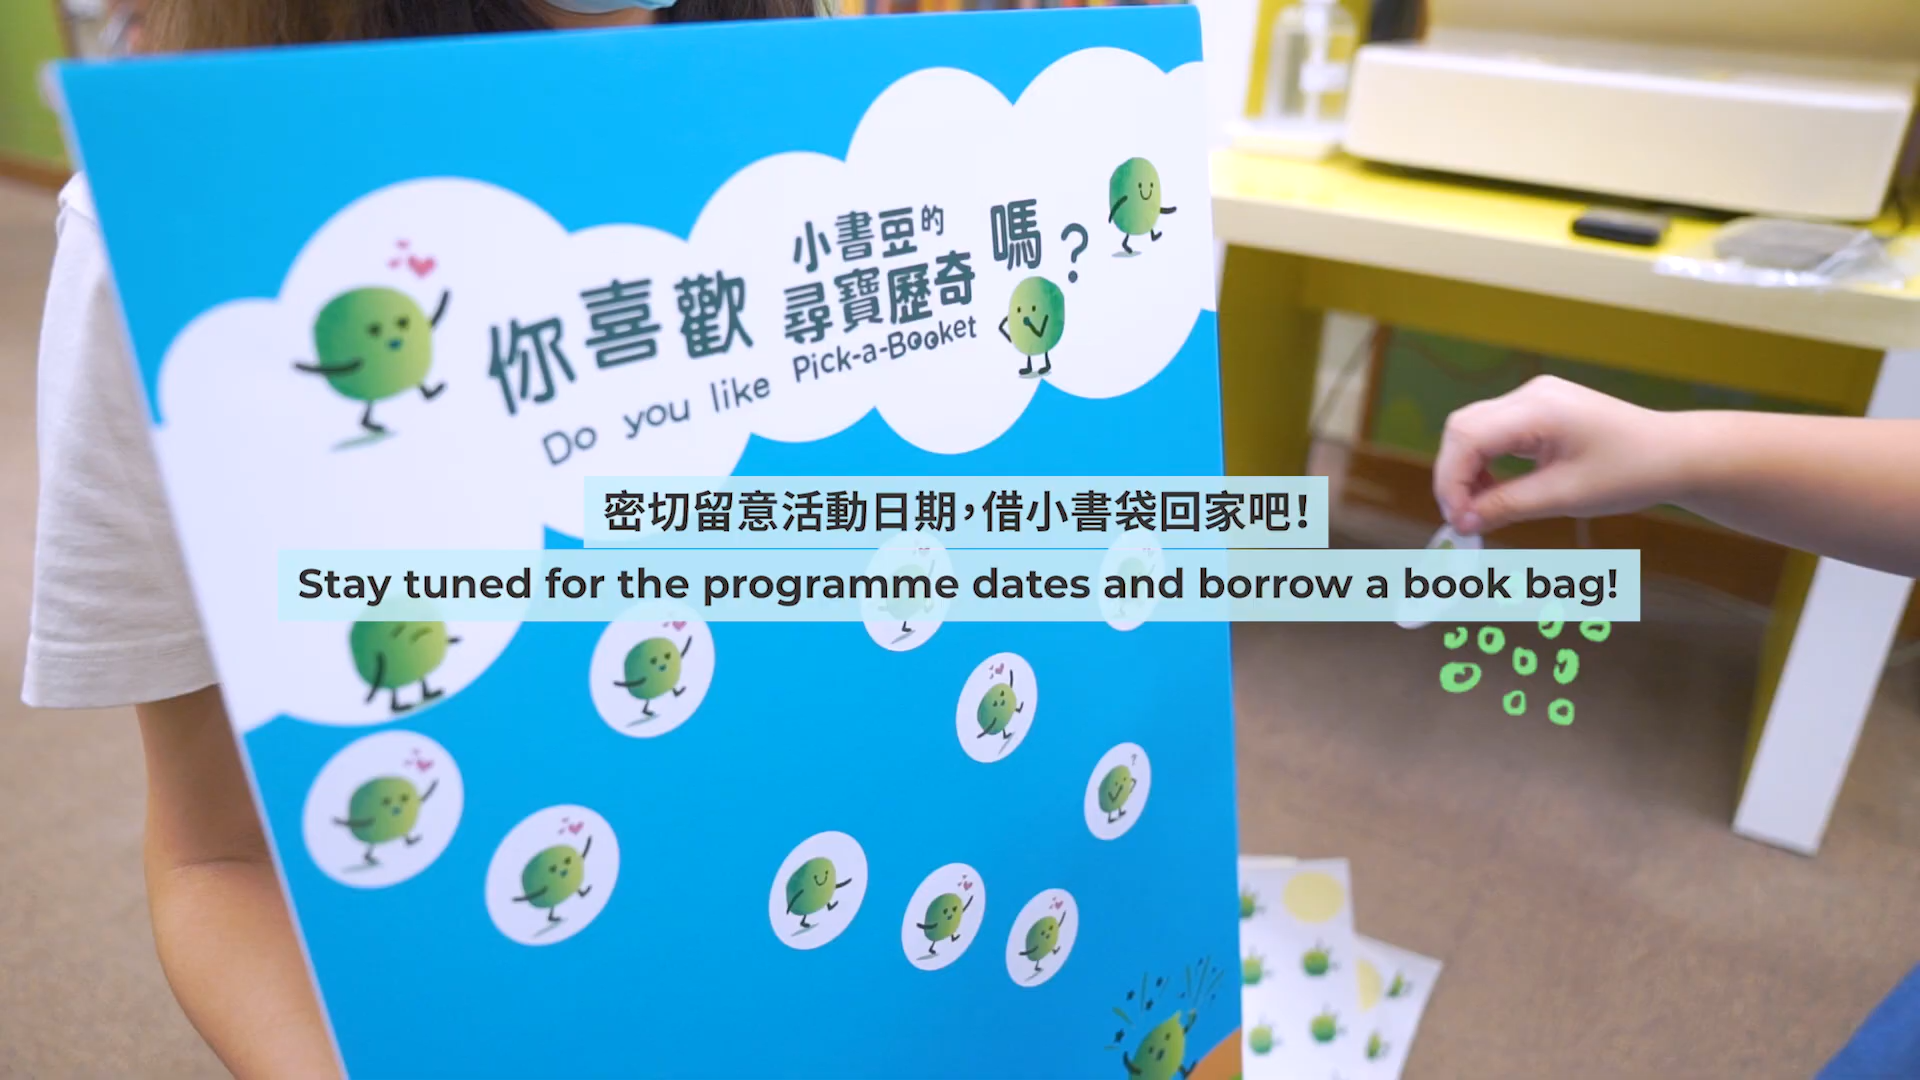 你喜歡
小書豆的
尋寶歷奇
嗎？
Do you like
Pick-a-Booket
密切留意活動日期，借小書袋回家吧！
Stay tuned for the programme dates and borrow a book bag!